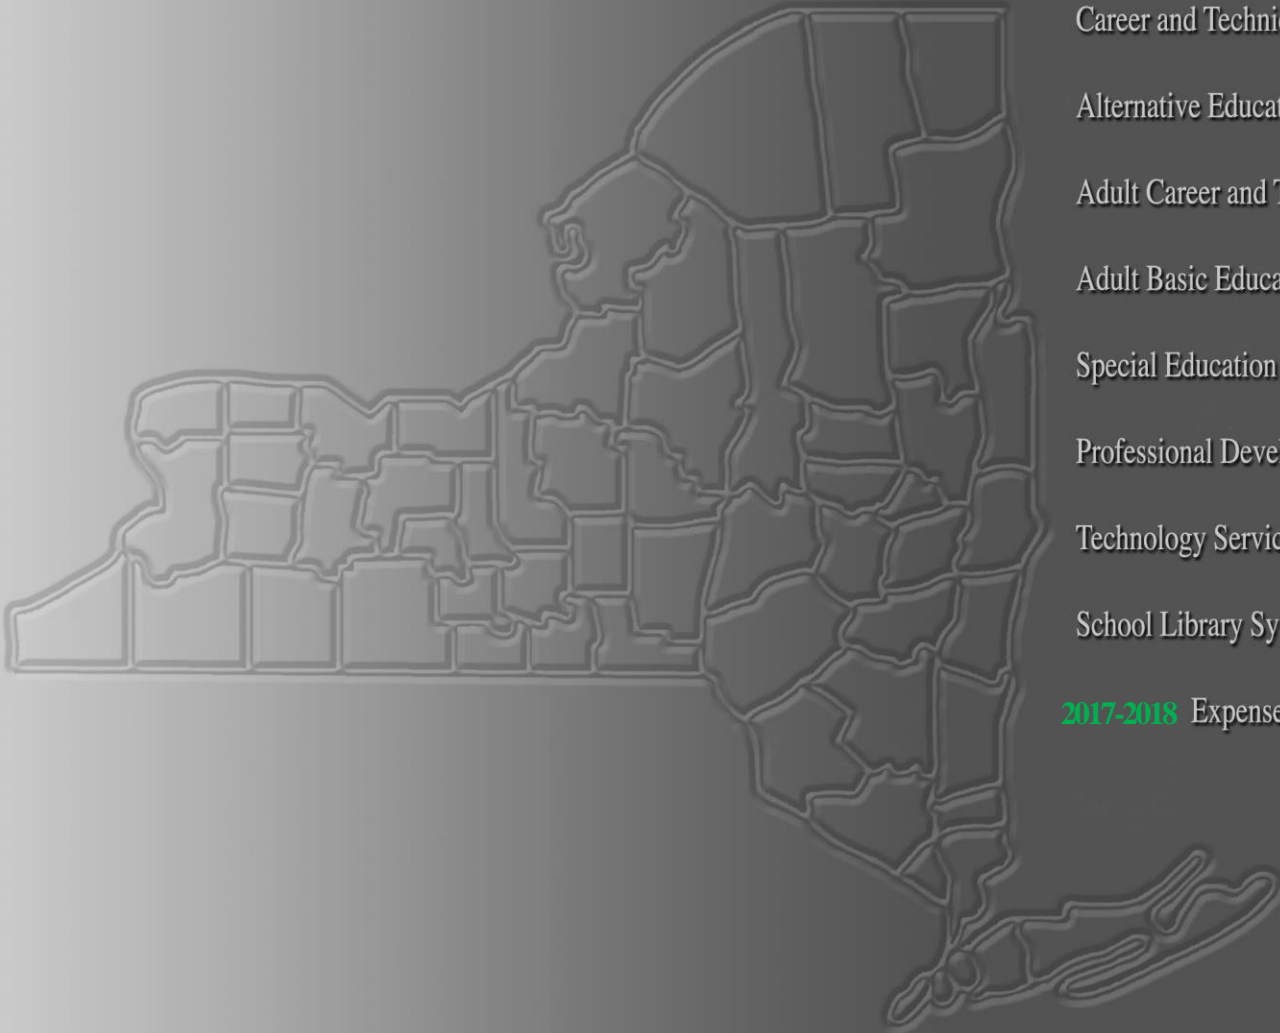 Career and Techni
Alternative Educat
Adult Career and T
Adult Basic Educa
Special Education
Professional Deve
Technology Servic
School Library Sy
2017-2018 Expense